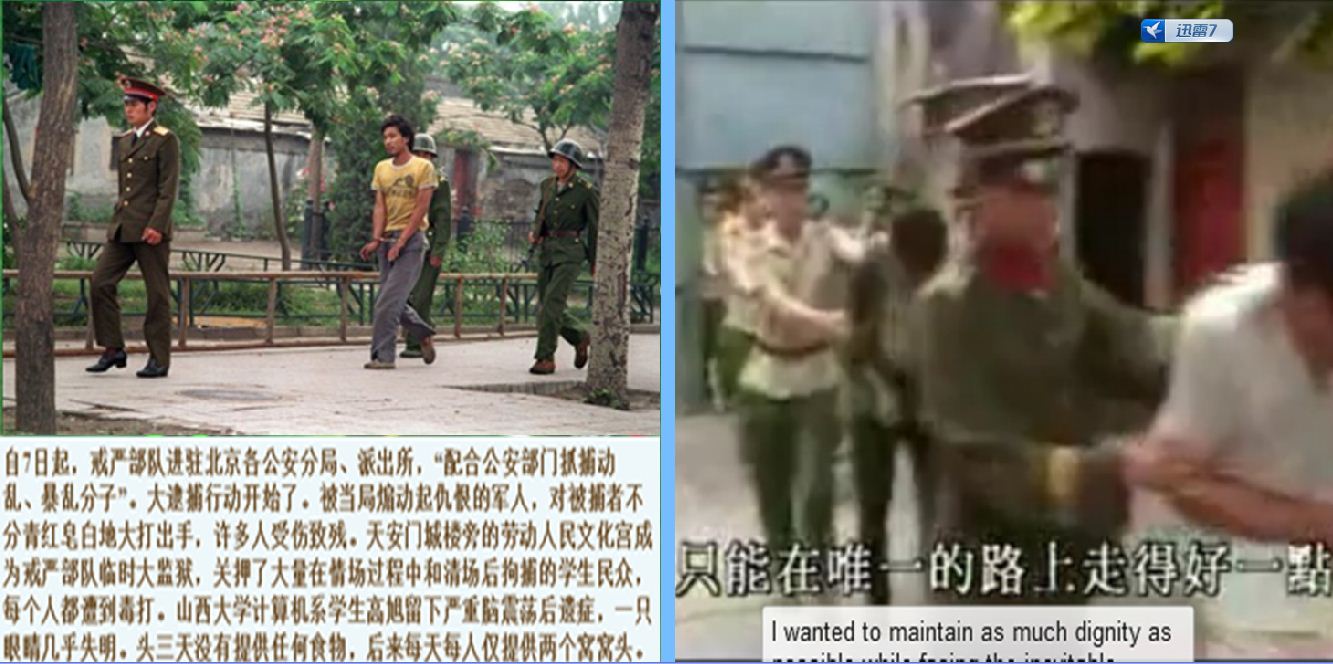 自7日起，戒严部队进驻北京各公安分局、派出所，“配合公安部门抓捕动
乱、暴乱分子”。大逮捕行动开始了。被当局煽动起仇恨的军人，对被捕者不
分青红皂白地大打出手，许多人受伤致残。天安门城楼旁的劳动人民文化宫成
为戒严部队临时大监狱，关押了大量在清场过程中和清场后拘捕的学生民众，
每个人都遭到毒打。山西大学计算机系学生高旭留下严重脑震荡后遗症，一只
眼睛几乎失明。头三天没有提供任何食物，后来每天每人仅提供两个窝窝头。
迅雷7
只能在唯一的路上走得好一點
I wanted to maintain as much dignity as
possible while facing the inevitable